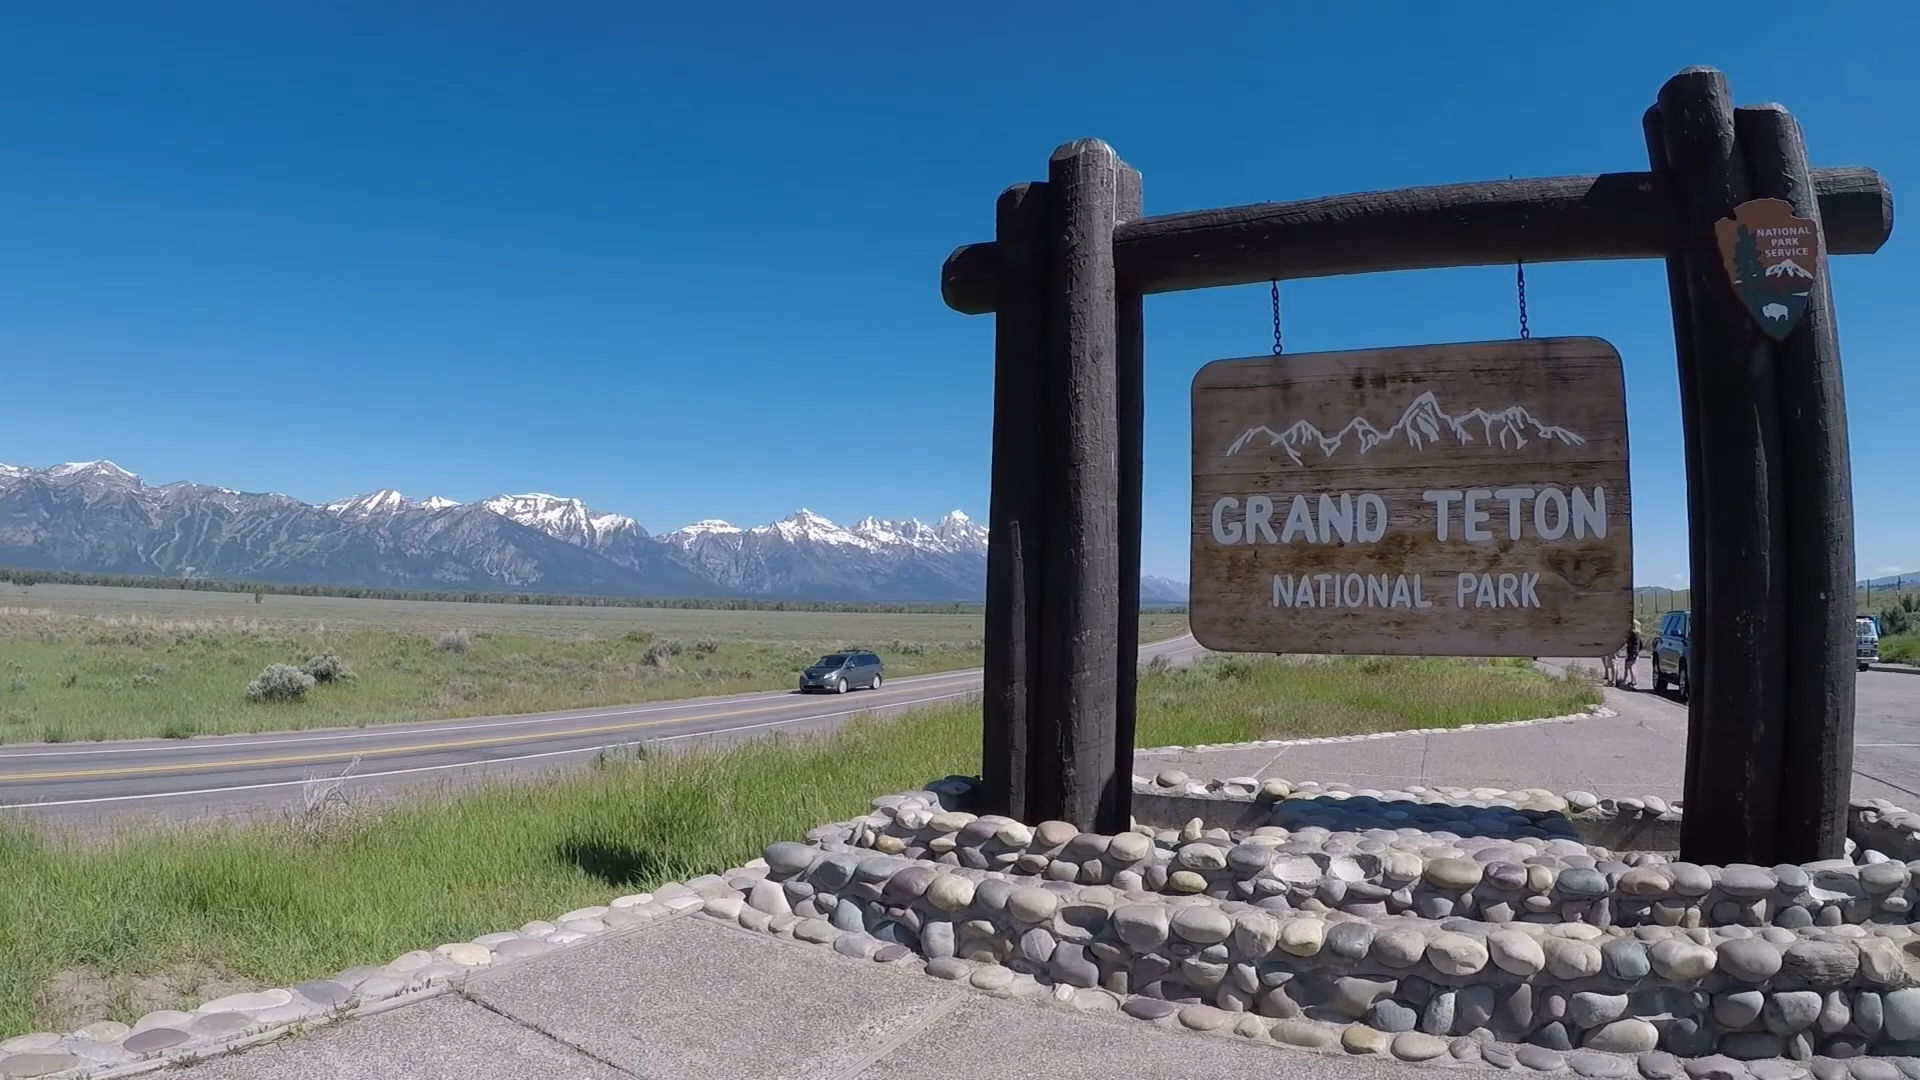 NATIONAL
PARK
SERVICE
GRAND TETON
NATIONAL PARK